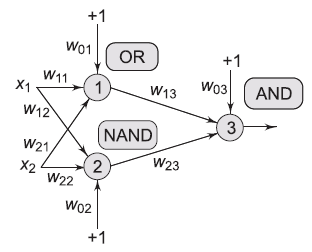 +1
w01 OR
x1 w11 1 w13 +1
w12 w03 AND
w21 NAND 3
x2 w22 2 w23
w02
+1